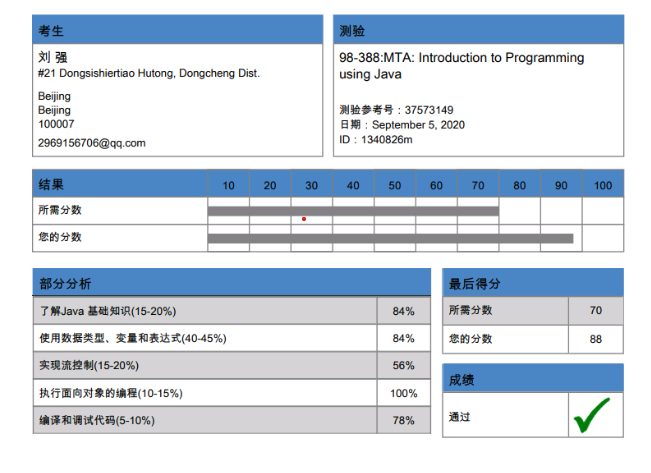 考生
刘 强
#21 Dongsishiertiao Hutong, Dongcheng Dist.
Beijing
Beijing
100007
2969156706@qq.com
测验
98-388:MTA: Introduction to Programming
using Java
测验参考号：37573149
日期：September 5, 2020
ID：1340826m
结果 10 20 30 40 50 60 70 80 90 100
所需分数
您的分数
部分分析
了解Java 基础知识(15-20%) 84%
使用数据类型、变量和表达式(40-45%) 84%
实现流控制(15-20%) 56%
执行面向对象的编程(10-15%) 100%
编译和调试代码(5-10%) 78%
最后得分
所需分数 70
您的分数 88
成绩
通过